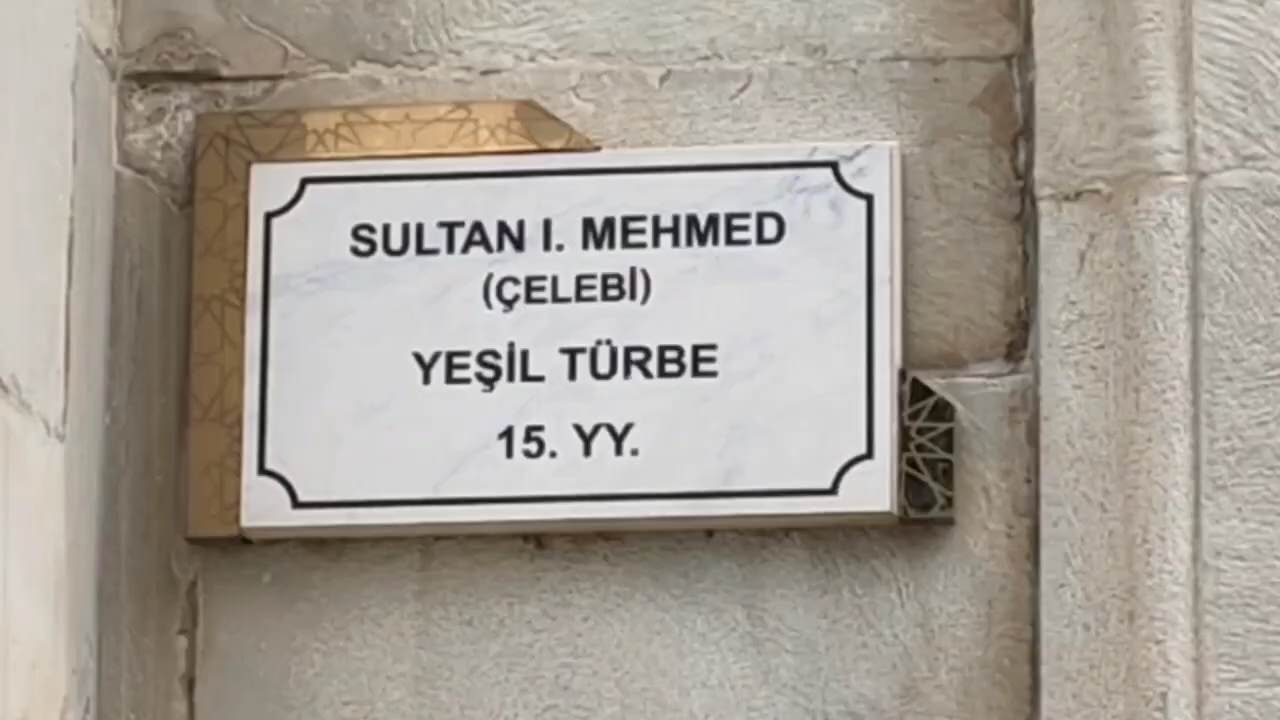 SULTAN I. MEHMED
(ÇELEBİ)
YEŞİL TÜRBE
15. YY.